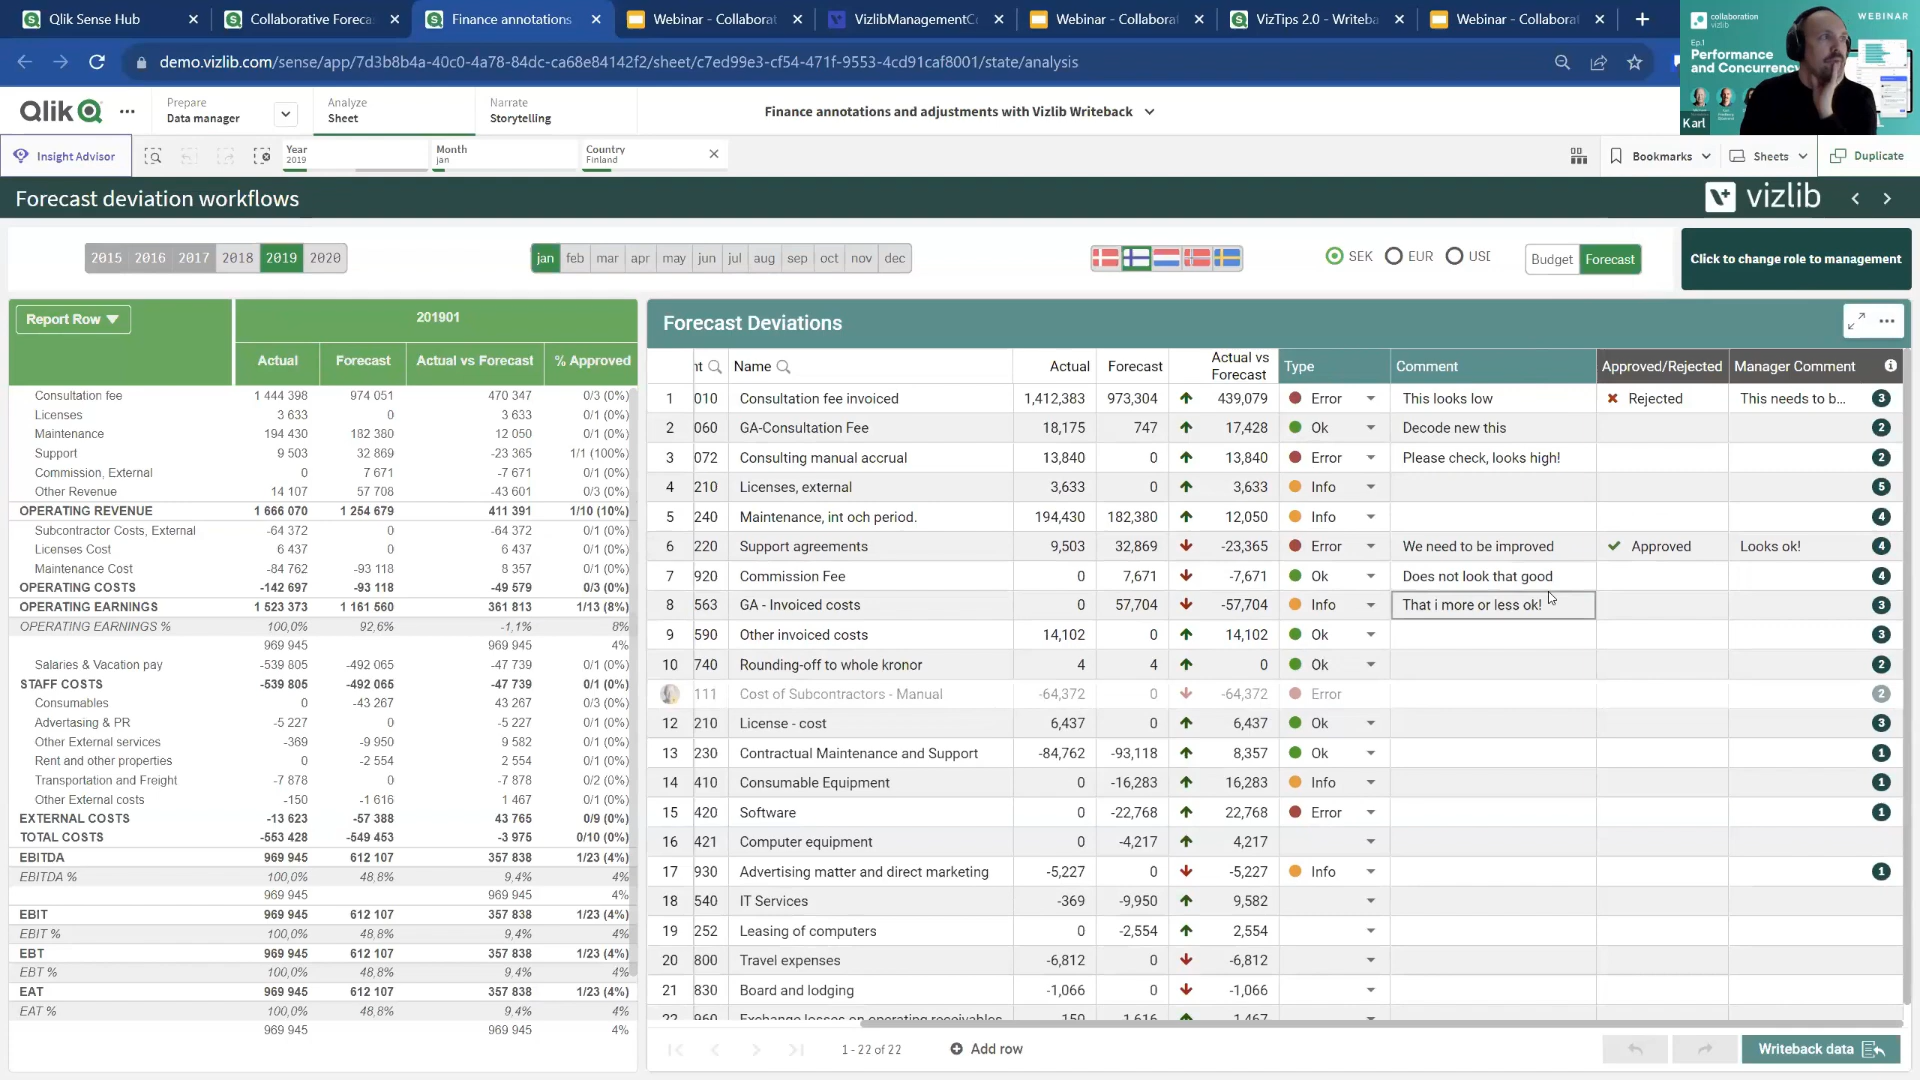 Qlik Sense Hub
Collaborative Foreca
Finance annotations
Webinar - Collaborat
VizlibManagementCo
Webinar - Collaborat
VizTips 2.0 - Writeba
Webinar - Collaborat
demo.vizlib.com/sense/app/7d3b8b4a-40c0-4a78-84dc-ca68e84142f2/sheet/c7ed99e3-cf54-471f-9553-4cd91caf8001/state/analysis
collaboration
vizlib
WEBINAR
Ep.1
Performance
and Concurrency
Karl
Qlik
Prepare
Data manager
Analyze
Sheet
Narrate
Storytelling
Finance annotations and adjustments with Vizlib Writeback
Insight Advisor
Year
2019
Month
jan
Country
Finland
Bookmarks
Sheets
Duplicate
Forecast deviation workflows
vizlib
2015 2016 2017 2018 2019 2020
jan feb mar apr may jun jul aug sep oct nov dec
SEK EUR USI
Budget Forecast
Click to change role to management
Report Row
201901
Actual Forecast Actual vs Forecast % Approved
Consultation fee 1 444 398 974 051 470 347 0/3 (0%)
Licenses 3 633 0 3 633 0/1 (0%)
Maintenance 194 430 182 380 12 050 0/1 (0%)
Support 9 503 32 869 -23 365 1/1 (100%)
Commission, External 0 7 671 -7 671 0/1 (0%)
Other Revenue 14 107 57 708 -43 601 0/3 (0%)
OPERATING REVENUE 1 666 070 1 254 679 411 391 1/10 (10%)
Subcontractor Costs, External -64 372 0 -64 372 0/1 (0%)
Licenses Cost 6 437 0 6 437 0/1 (0%)
Maintenance Cost -84 762 -93 118 8 357 0/1 (0%)
OPERATING COSTS -142 697 -93 118 -49 579 0/3 (0%)
OPERATING EARNINGS 1 523 373 1 161 560 361 813 1/13 (8%)
OPERATING EARNINGS % 100,0% 92,6% -1,1% 8%
969 945 969 945 4%
Salaries & Vacation pay -539 805 -492 065 -47 739 0/1 (0%)
STAFF COSTS -539 805 -492 065 -47 739 0/1 (0%)
Consumables 0 -43 267 43 267 0/3 (0%)
Advertasing & PR -5 227 0 -5 227 0/1 (0%)
Other External services -369 -9 950 9 582 0/1 (0%)
Rent and other properties 0 -2 554 2 554 0/1 (0%)
Transportation and Freight -7 878 0 -7 878 0/2 (0%)
Other External costs -150 -1 616 1 467 0/1 (0%)
EXTERNAL COSTS -13 623 -57 388 43 765 0/9 (0%)
TOTAL COSTS -553 428 -549 453 -3 975 0/10 (0%)
EBITDA 969 945 612 107 357 838 1/23 (4%)
EBITDA % 100,0% 48,8% 9,4% 4%
969 945 969 945 4%
EBIT 969 945 612 107 357 838 1/23 (4%)
EBIT % 100,0% 48,8% 9,4% 4%
EBT 969 945 612 107 357 838 1/23 (4%)
EBT % 100,0% 48,8% 9,4% 4%
EAT 969 945 612 107 357 838 1/23 (4%)
EAT % 100,0% 48,8% 9,4% 4%
969 945 969 945 4%
Forecast Deviations
nt Name Actual Forecast Actual vs Forecast Type Comment Approved/Rejected Manager Comment
1 010 Consultation fee invoiced 1,412,383 973,304 439,079 Error This looks low Rejected This needs to b... 3
2 060 GA-Consultation Fee 18,175 747 17,428 Ok Decode new this 2
3 072 Consulting manual accrual 13,840 0 13,840 Error Please check, looks high! 2
4 210 Licenses, external 3,633 0 3,633 Info 5
5 240 Maintenance, int och period. 194,430 182,380 12,050 Info 4
6 220 Support agreements 9,503 32,869 -23,365 Error We need to be improved Approved Looks ok! 4
7 920 Commission Fee 0 7,671 -7,671 Ok Does not look that good 4
8 563 GA - Invoiced costs 0 57,704 -57,704 Info That i more or less ok! 3
9 590 Other invoiced costs 14,102 0 14,102 Ok 3
10 740 Rounding-off to whole kronor 4 4 0 Ok 2
111 Cost of Subcontractors - Manual -64,372 0 -64,372 Error 2
12 210 License - cost 6,437 0 6,437 Ok 3
13 230 Contractual Maintenance and Support -84,762 -93,118 8,357 Ok 1
14 410 Consumable Equipment 0 -16,283 16,283 Info 1
15 420 Software 0 -22,768 22,768 Error 1
16 421 Computer equipment 0 -4,217 4,217
17 930 Advertising matter and direct marketing -5,227 0 -5,227 Info 1
18 540 IT Services -369 -9,950 9,582
19 252 Leasing of computers 0 -2,554 2,554
20 800 Travel expenses -6,812 0 -6,812
21 830 Board and lodging -1,066 0 -1,066
22 960 Exchange losses on operating receivables -150 -1,616 1,467
1 - 22 of 22
Add row
Writeback data